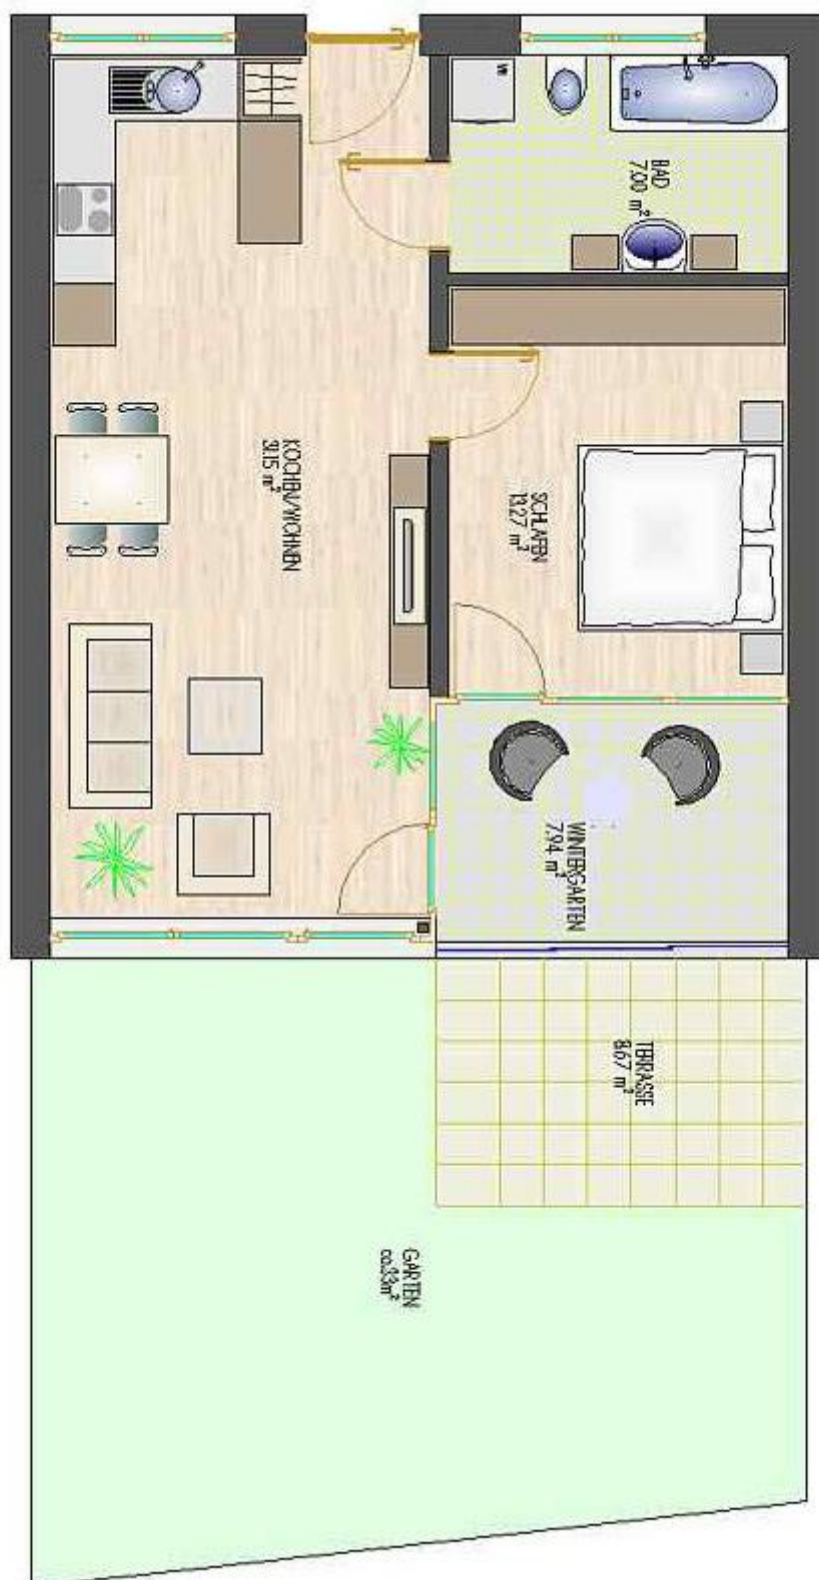 BAD
7.00 m²
KOCHEN/WOHNEN
31.15 m²
SCHLAFEN
13.27 m²
WINTERGARTEN
7.94 m²
TERRASSE
8.67 m²
GARTEN
ca.33m²